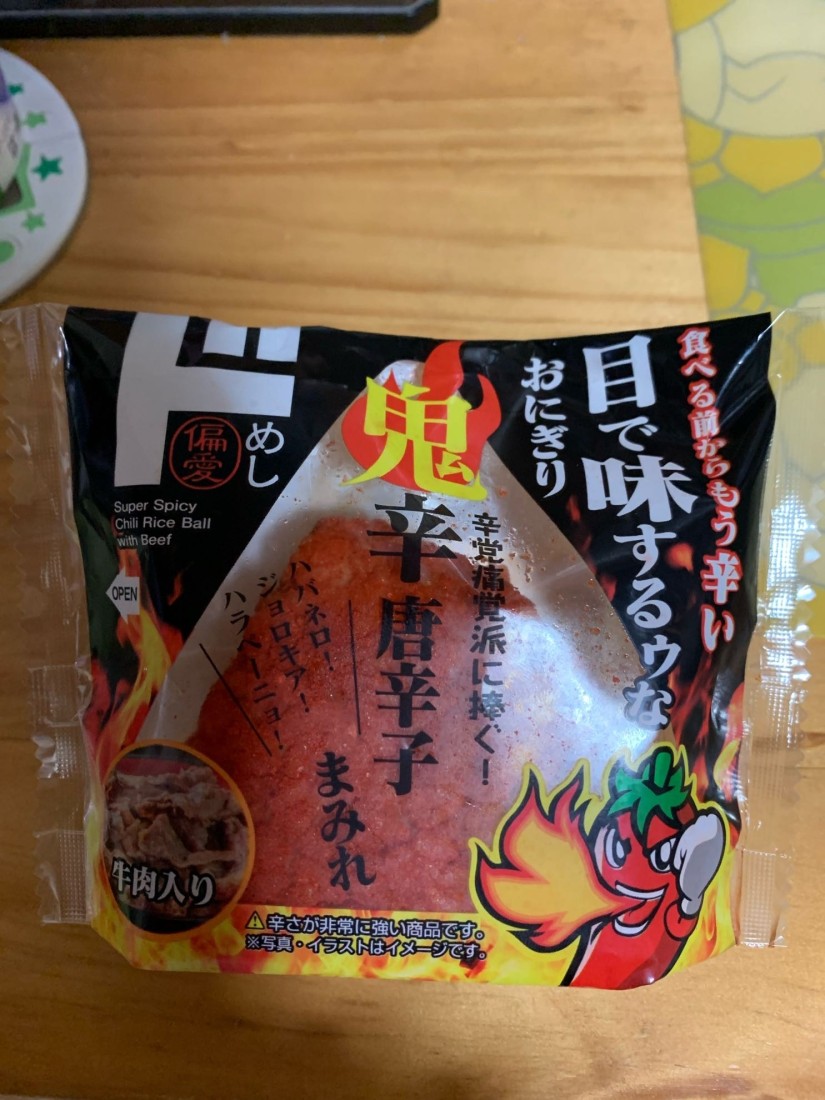 食べる前からもう辛い
目で味するゥな
おにぎり
ド
偏愛
めし
Super Spicy
Chili Rice Ball
with Beef
OPEN
辛党痛覚派に捧ぐ！
鬼辛唐辛子
まみれ
ハバネロ！
ジョロキア！
ハラペーニョ！
牛肉入り
⚠辛さが非常に強い商品です。
※写真・イラストはイメージです。